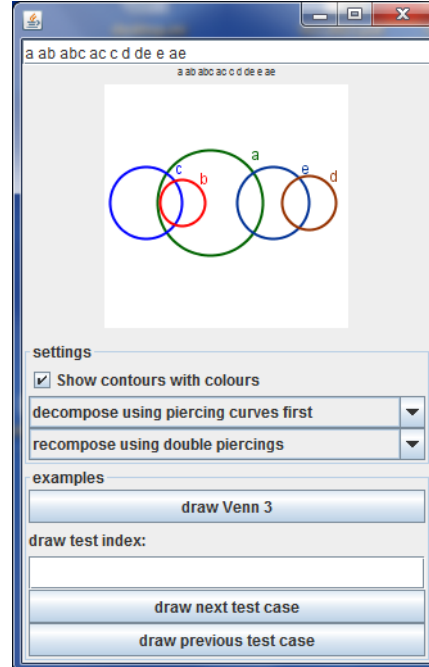 a ab abc ac c d de e ae
a ab abc ac c d de e ae
a
c
e
b
d
settings
Show contours with colours
decompose using piercing curves first
recompose using double piercings
examples
draw Venn 3
draw test index:
draw next test case
draw previous test case